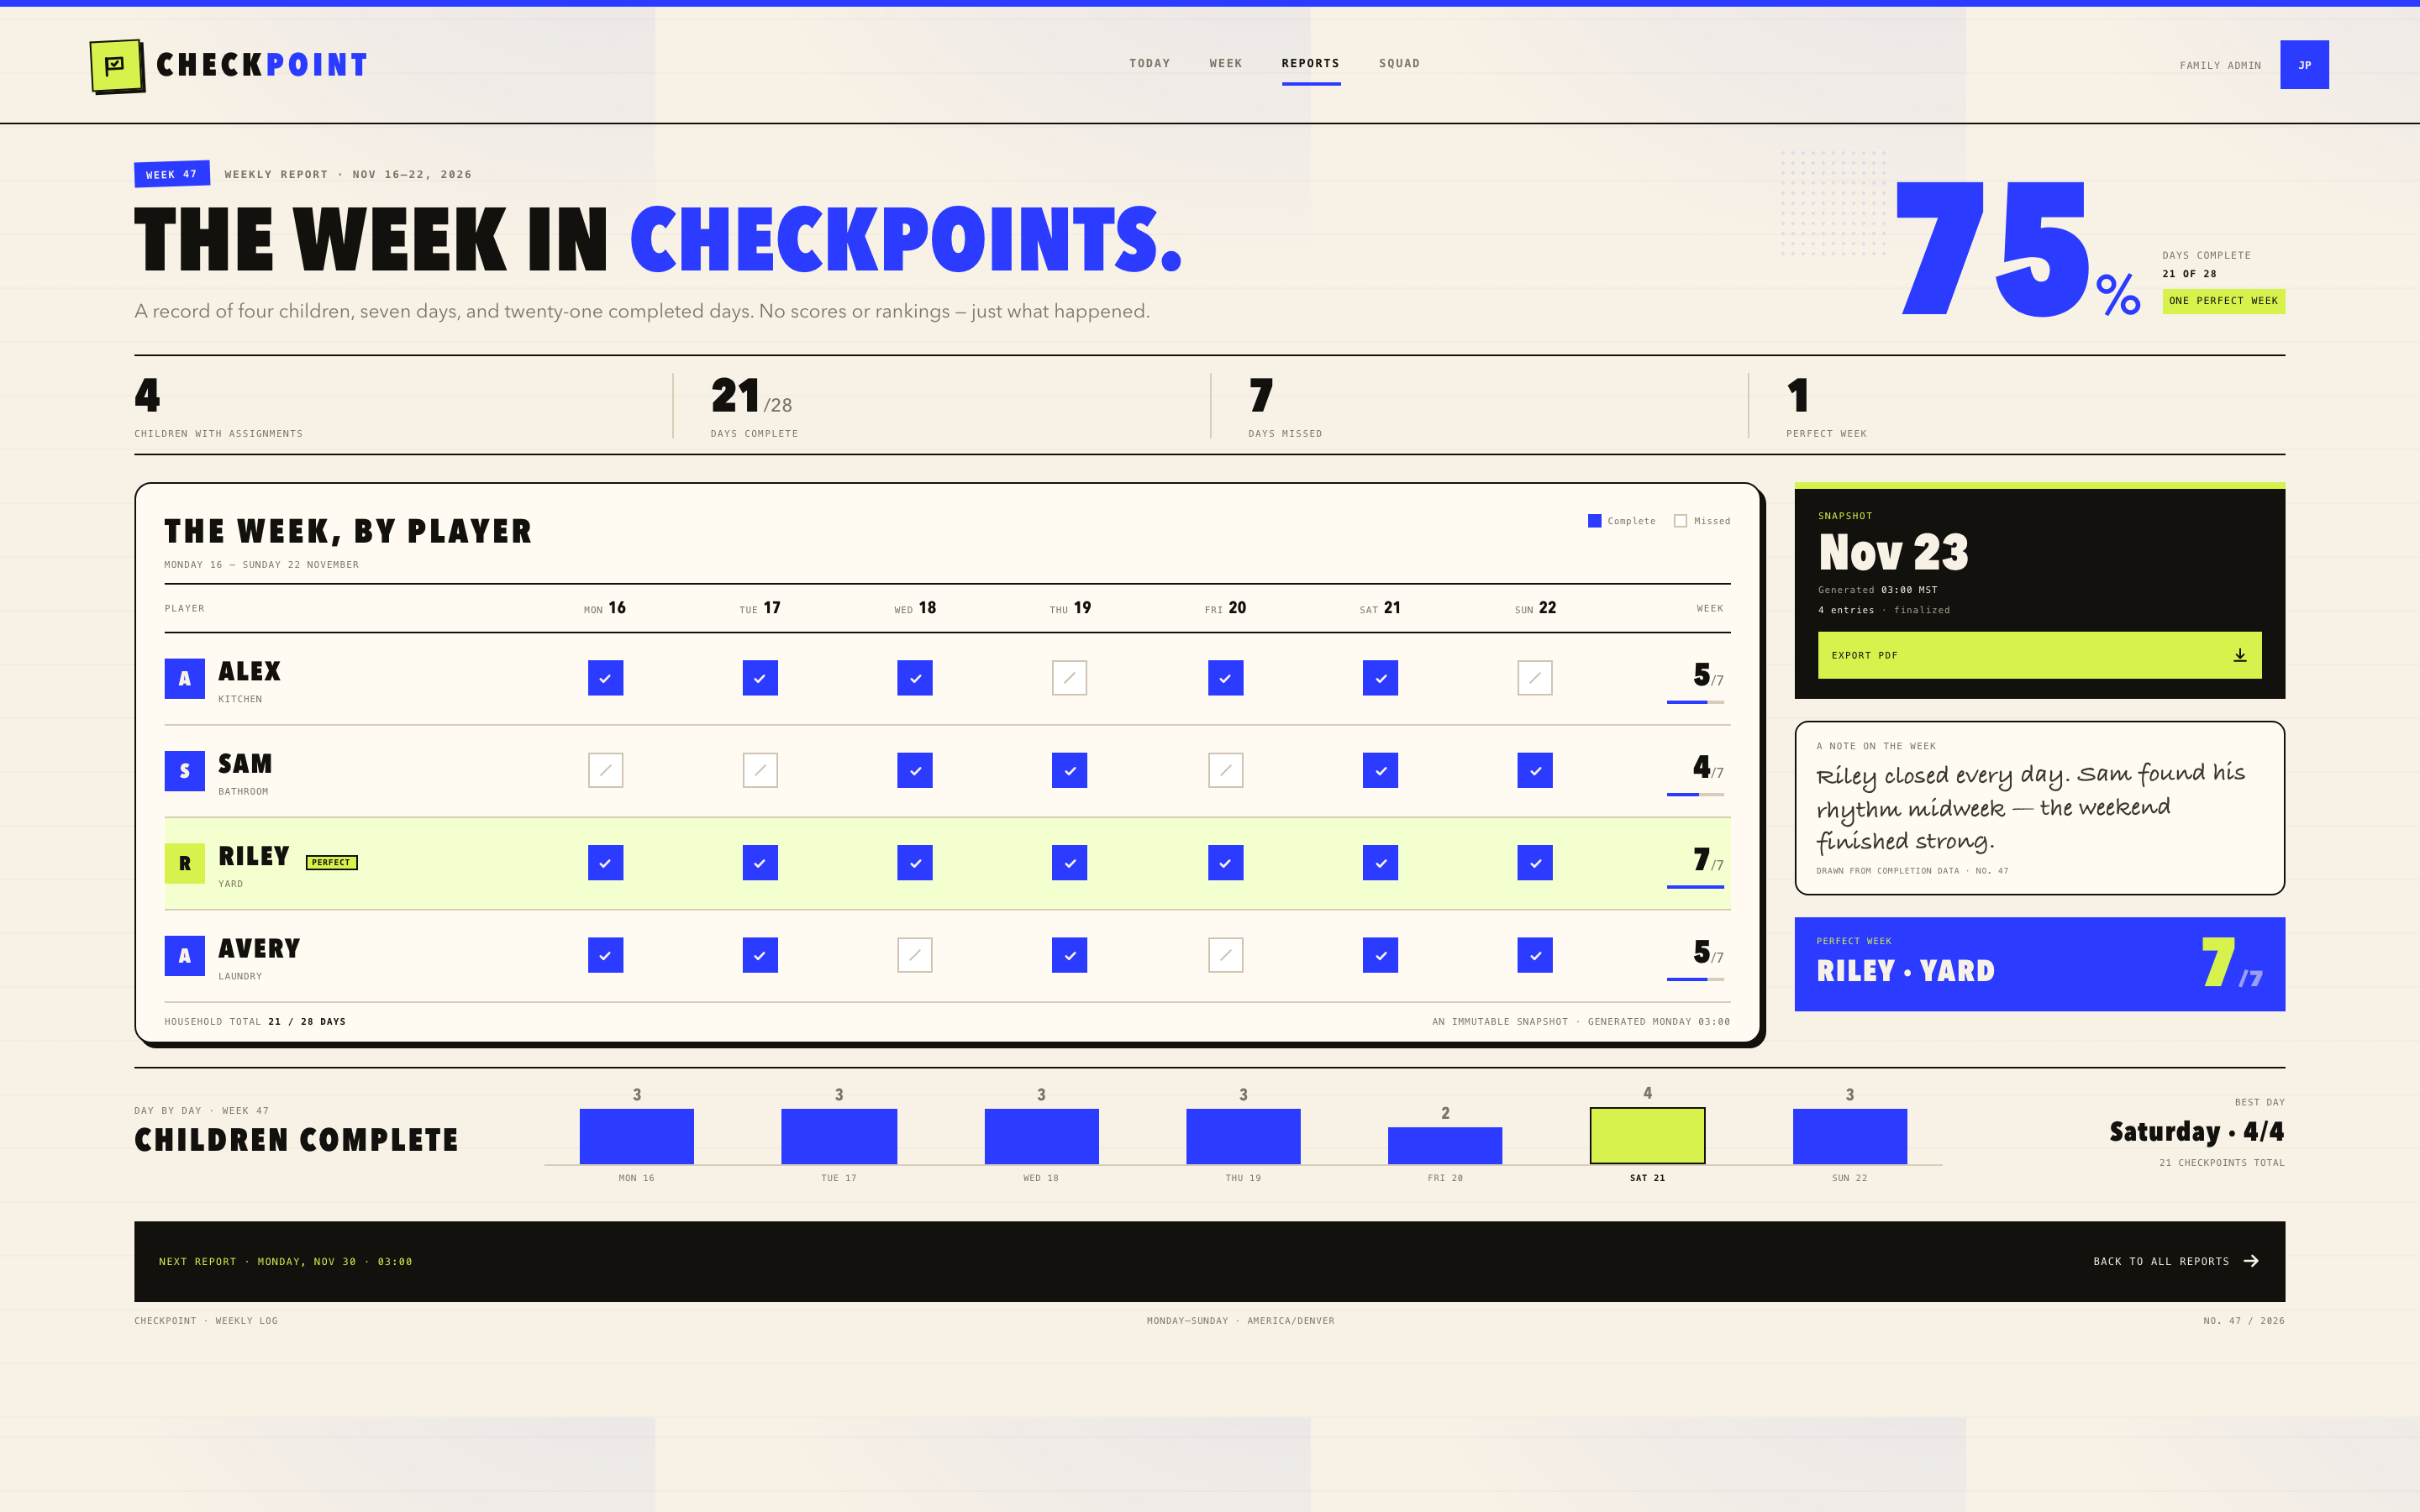 CHECKPOINT
TODAY WEEK REPORTS SQUAD
FAMILY ADMIN JP
WEEK 47 WEEKLY REPORT · NOV 16–22, 2026
THE WEEK IN CHECKPOINTS.
A record of four children, seven days, and twenty-one completed days. No scores or rankings — just what happened.
75%
DAYS COMPLETE
21 OF 28
ONE PERFECT WEEK
4
CHILDREN WITH ASSIGNMENTS
21/28
DAYS COMPLETE
7
DAYS MISSED
1
PERFECT WEEK
THE WEEK, BY PLAYER
MONDAY 16 — SUNDAY 22 NOVEMBER
Complete Missed
PLAYER MON 16 TUE 17 WED 18 THU 19 FRI 20 SAT 21 SUN 22 WEEK
A ALEX 5/7
KITCHEN
S SAM 4/7
BATHROOM
R RILEY PERFECT 7/7
YARD
A AVERY 5/7
LAUNDRY
HOUSEHOLD TOTAL 21 / 28 DAYS
AN IMMUTABLE SNAPSHOT · GENERATED MONDAY 03:00
SNAPSHOT
Nov 23
Generated 03:00 MST
4 entries · finalized
EXPORT PDF
A NOTE ON THE WEEK
Riley closed every day. Sam found his
rhythm midweek — the weekend
finished strong.
DRAWN FROM COMPLETION DATA · NO. 47
PERFECT WEEK
RILEY · YARD
7/7
DAY BY DAY · WEEK 47
CHILDREN COMPLETE
3 3 3 3 2 4 3
MON 16 TUE 17 WED 18 THU 19 FRI 20 SAT 21 SUN 22
BEST DAY
Saturday · 4/4
21 CHECKPOINTS TOTAL
NEXT REPORT · MONDAY, NOV 30 · 03:00
BACK TO ALL REPORTS
CHECKPOINT · WEEKLY LOG
MONDAY–SUNDAY · AMERICA/DENVER
NO. 47 / 2026